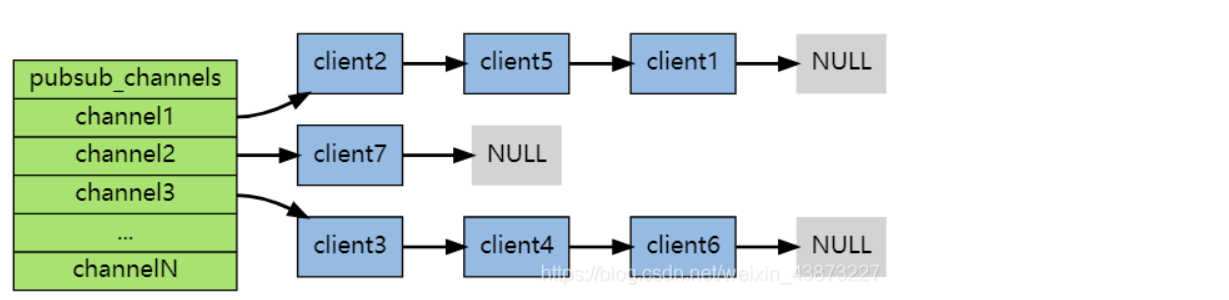 pubsub_channels
channel1
channel2
channel3
...
channelN
client2 client5 client1 NULL
client7 NULL
client3 client4 client6 NULL
https://blog.csdn.net/weixin_43873227